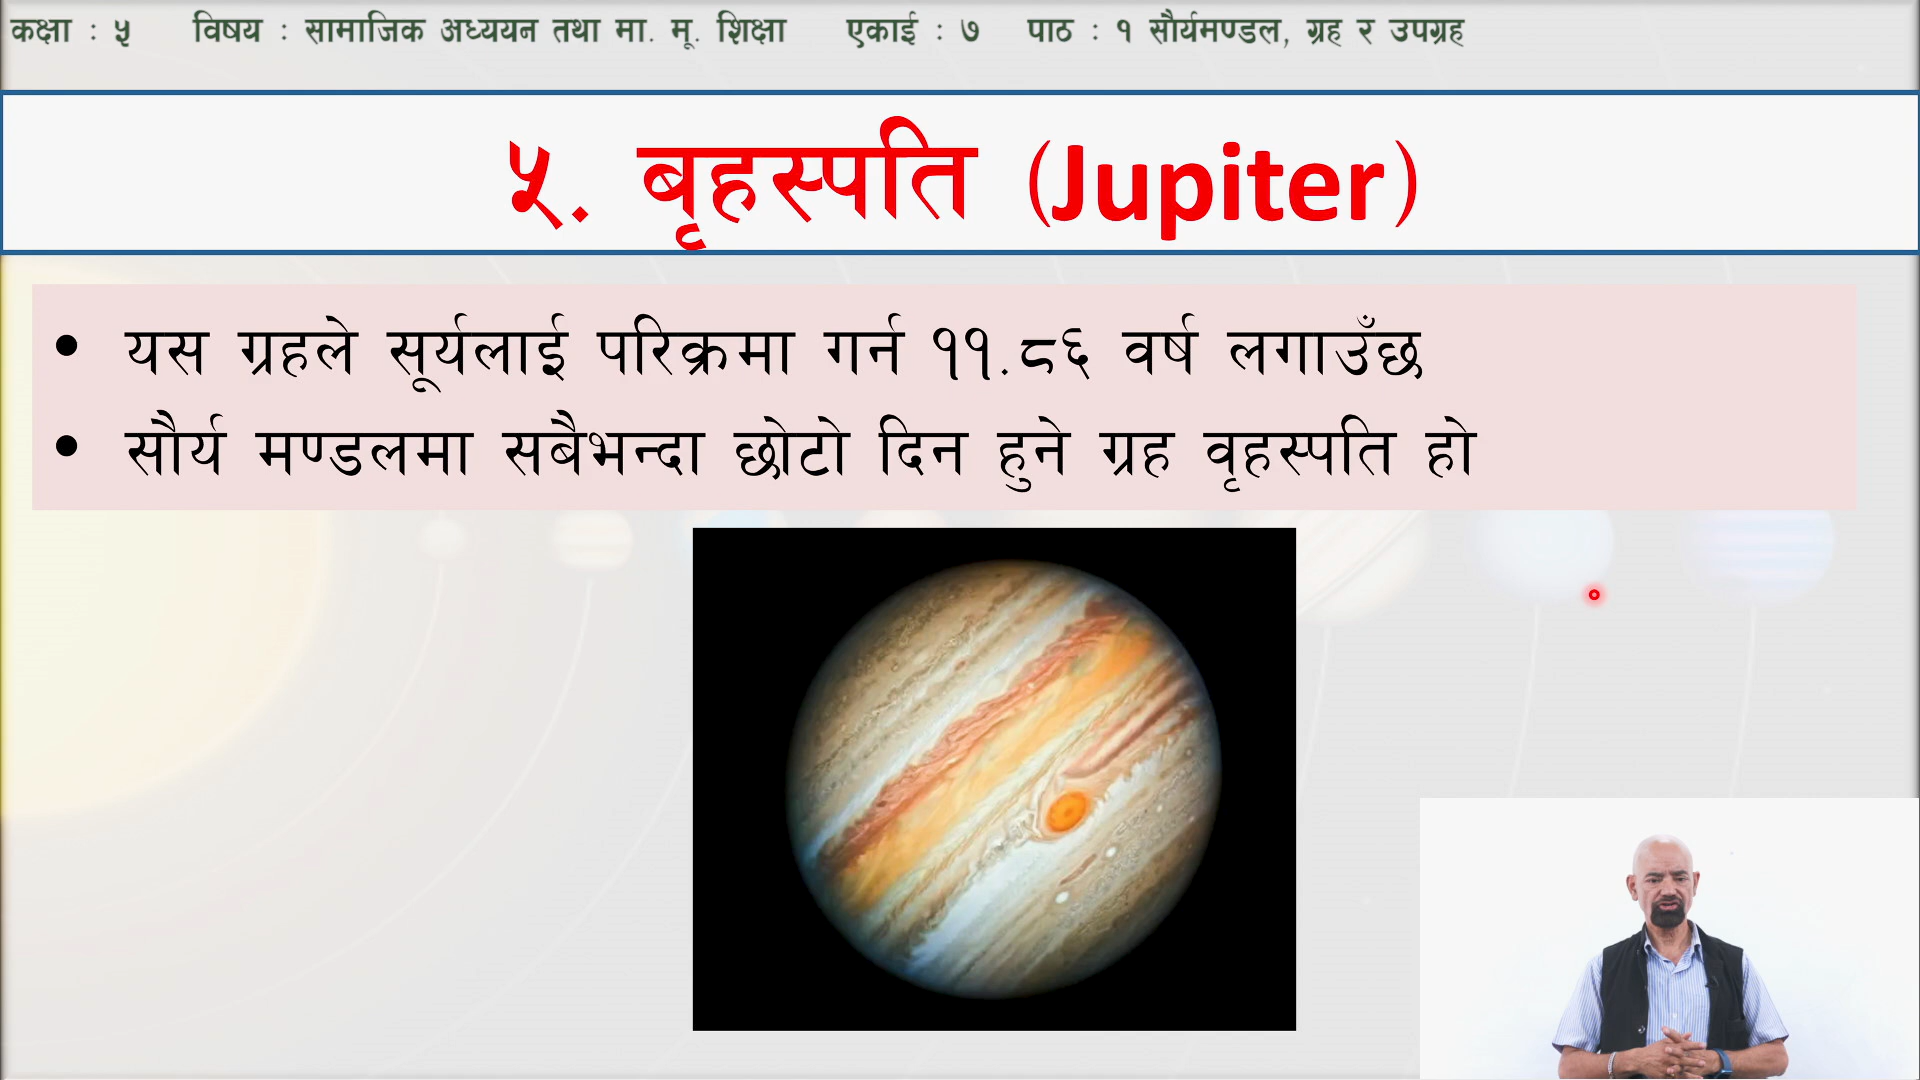 कक्षा : ५ विषय : सामाजिक अध्ययन तथा मा. मू. शिक्षा एकाई : ७ पाठ : १ सौर्यमण्डल, ग्रह र उपग्रह
५. बृहस्पति (Jupiter)
• यस ग्रहले सूर्यलाई परिक्रमा गर्न ११.८६ वर्ष लगाउँछ
• सौर्य मण्डलमा सबैभन्दा छोटो दिन हुने ग्रह वृहस्पति हो